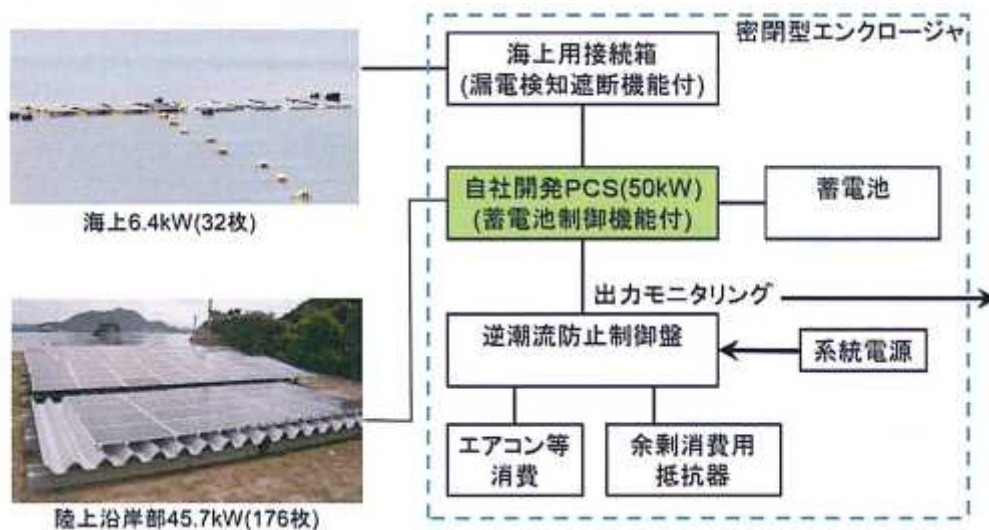 密閉型エンクロージャ
海上用接続箱
(漏電検知遮断機能付)
海上6.4kW(32枚)
自社開発PCS(50kW)
(蓄電池制御機能付)
蓄電池
出力モニタリング
逆潮流防止制御盤
系統電源
エアコン等
消費
余剰消費用
抵抗器
陸上沿岸部45.7kW(176枚)